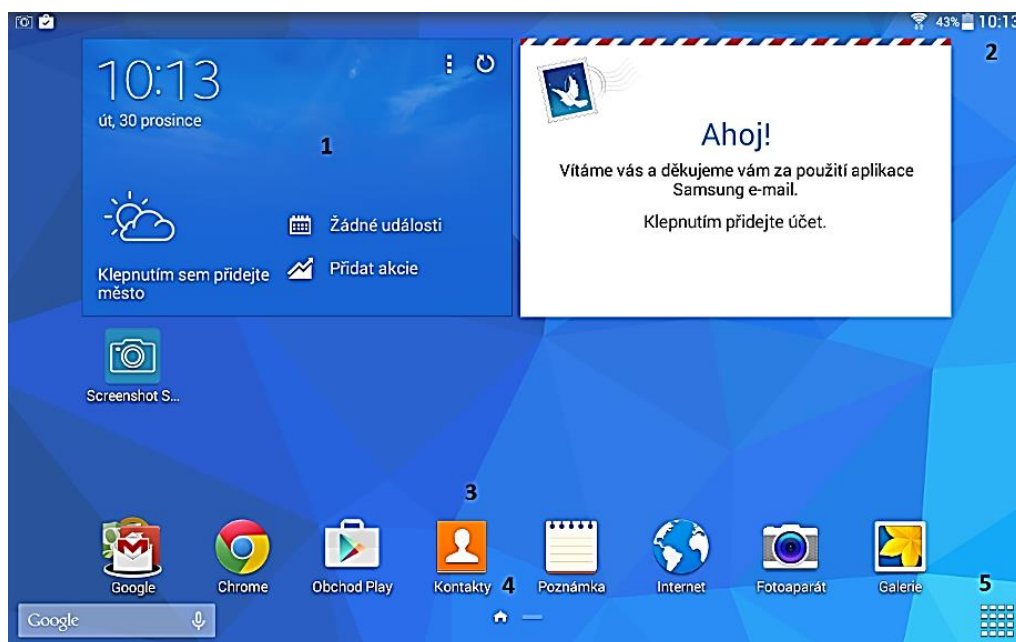 43% 10:13
2
10:13
út, 30 prosince
1
Žádné události
Klepnutím sem přidejte
město
Přidat akcie
Ahoj!
Vítáme vás a děkujeme vám za použití aplikace
Samsung e-mail.
Klepnutím přidejte účet.
Screenshot S...
3
Google
Chrome
Obchod Play
Kontakty
4
Poznámka
Internet
Fotoaparát
Galerie
5
Google